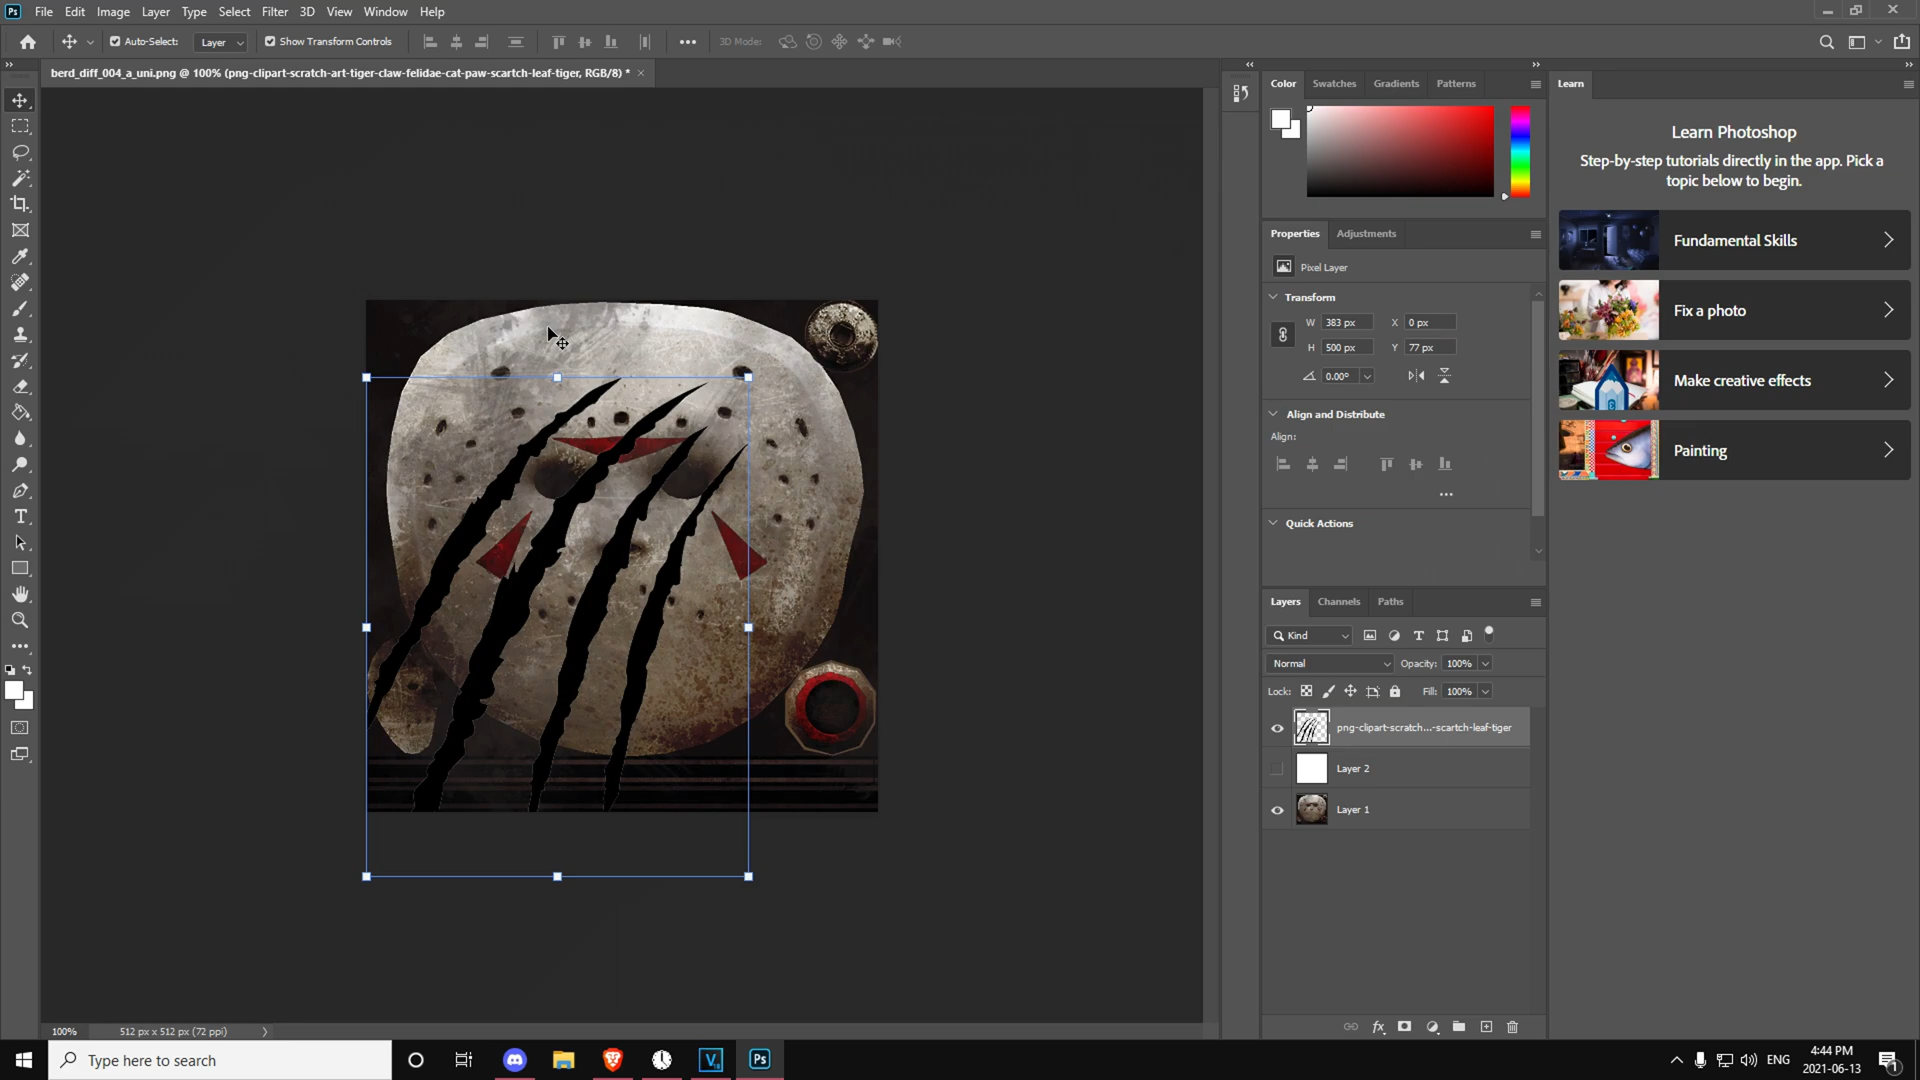 Ps File Edit Image Layer Type Select Filter 3D View Window Help
Auto-Select: Layer Show Transform Controls 3D Mode:
berd_diff_004_a_uni.png @ 100% (png-clipart-scratch-art-tiger-claw-felidae-cat-paw-scartch-leaf-tiger, RGB/8) *
Color Swatches Gradients Patterns
Properties Adjustments
Pixel Layer
Transform
W 383 px X 0 px
H 500 px Y 77 px
0.00°
Align and Distribute
Align:
Quick Actions
Layers Channels Paths
Kind
Normal Opacity: 100%
Lock: Fill: 100%
png-clipart-scratch...-scartch-leaf-tiger
Layer 2
Layer 1
fx
Learn
Learn Photoshop
Step-by-step tutorials directly in the app. Pick a
topic below to begin.
Fundamental Skills
Fix a photo
Make creative effects
Painting
100% 512 px x 512 px (72 ppi)
Type here to search
Ps
ENG
4:44 PM
2021-06-13
1